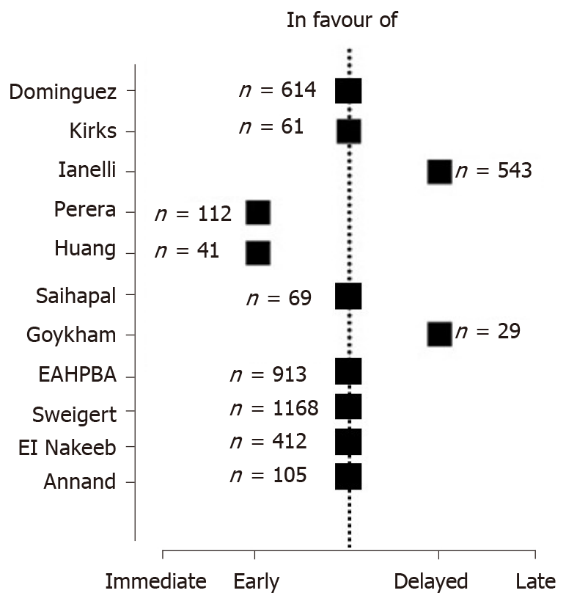 In favour of
Dominguez n = 614
Kirks n = 61
Ianelli n = 543
Perera n = 112
Huang n = 41
Saihapal n = 69
Goykham n = 29
EAHPBA n = 913
Sweigert n = 1168
EI Nakeeb n = 412
Annand n = 105
Immediate Early Delayed Late